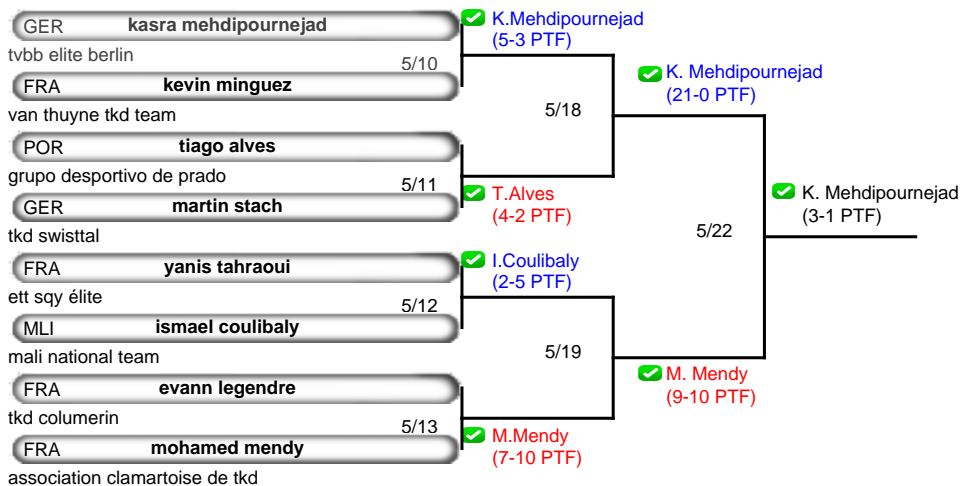 GER kasra mehdipournejad
tvbb elite berlin
5/10
FRA kevin minguez
van thuyne tkd team
POR tiago alves
grupo desportivo de prado
5/11
GER martin stach
tkd swisttal
FRA yanis tahraoui
ett sqy élite
5/12
MLI ismael coulibaly
mali national team
FRA evann legendre
tkd columerin
5/13
FRA mohamed mendy
association clamartoise de tkd
K.Mehdipournejad
(5-3 PTF)
5/18
T.Alves
(4-2 PTF)
I.Coulibaly
(2-5 PTF)
5/19
M.Mendy
(7-10 PTF)
K. Mehdipournejad
(21-0 PTF)
5/22
M. Mendy
(9-10 PTF)
K. Mehdipournejad
(3-1 PTF)